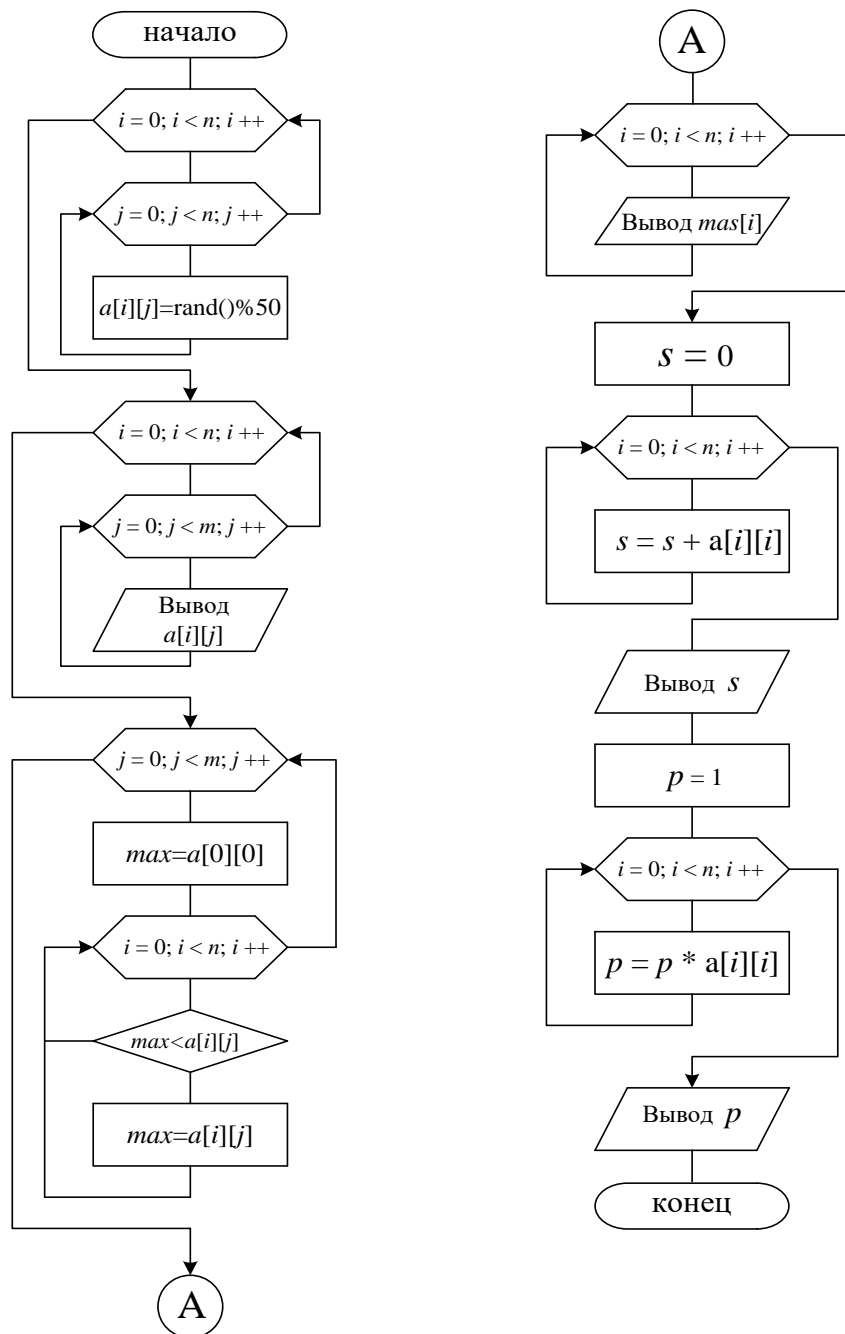 начало
i = 0; i < n; i ++
j = 0; j < n; j ++
a[i][j]=rand()%50
i = 0; i < n; i ++
j = 0; j < m; j ++
Вывод
a[i][j]
j = 0; j < m; j ++
max=a[0][0]
i = 0; i < n; i ++
max<a[i][j]
max=a[i][j]
A
A
i = 0; i < n; i ++
Вывод mas[i]
s = 0
i = 0; i < n; i ++
s = s + a[i][i]
Вывод s
p = 1
i = 0; i < n; i ++
p = p * a[i][i]
Вывод p
конец